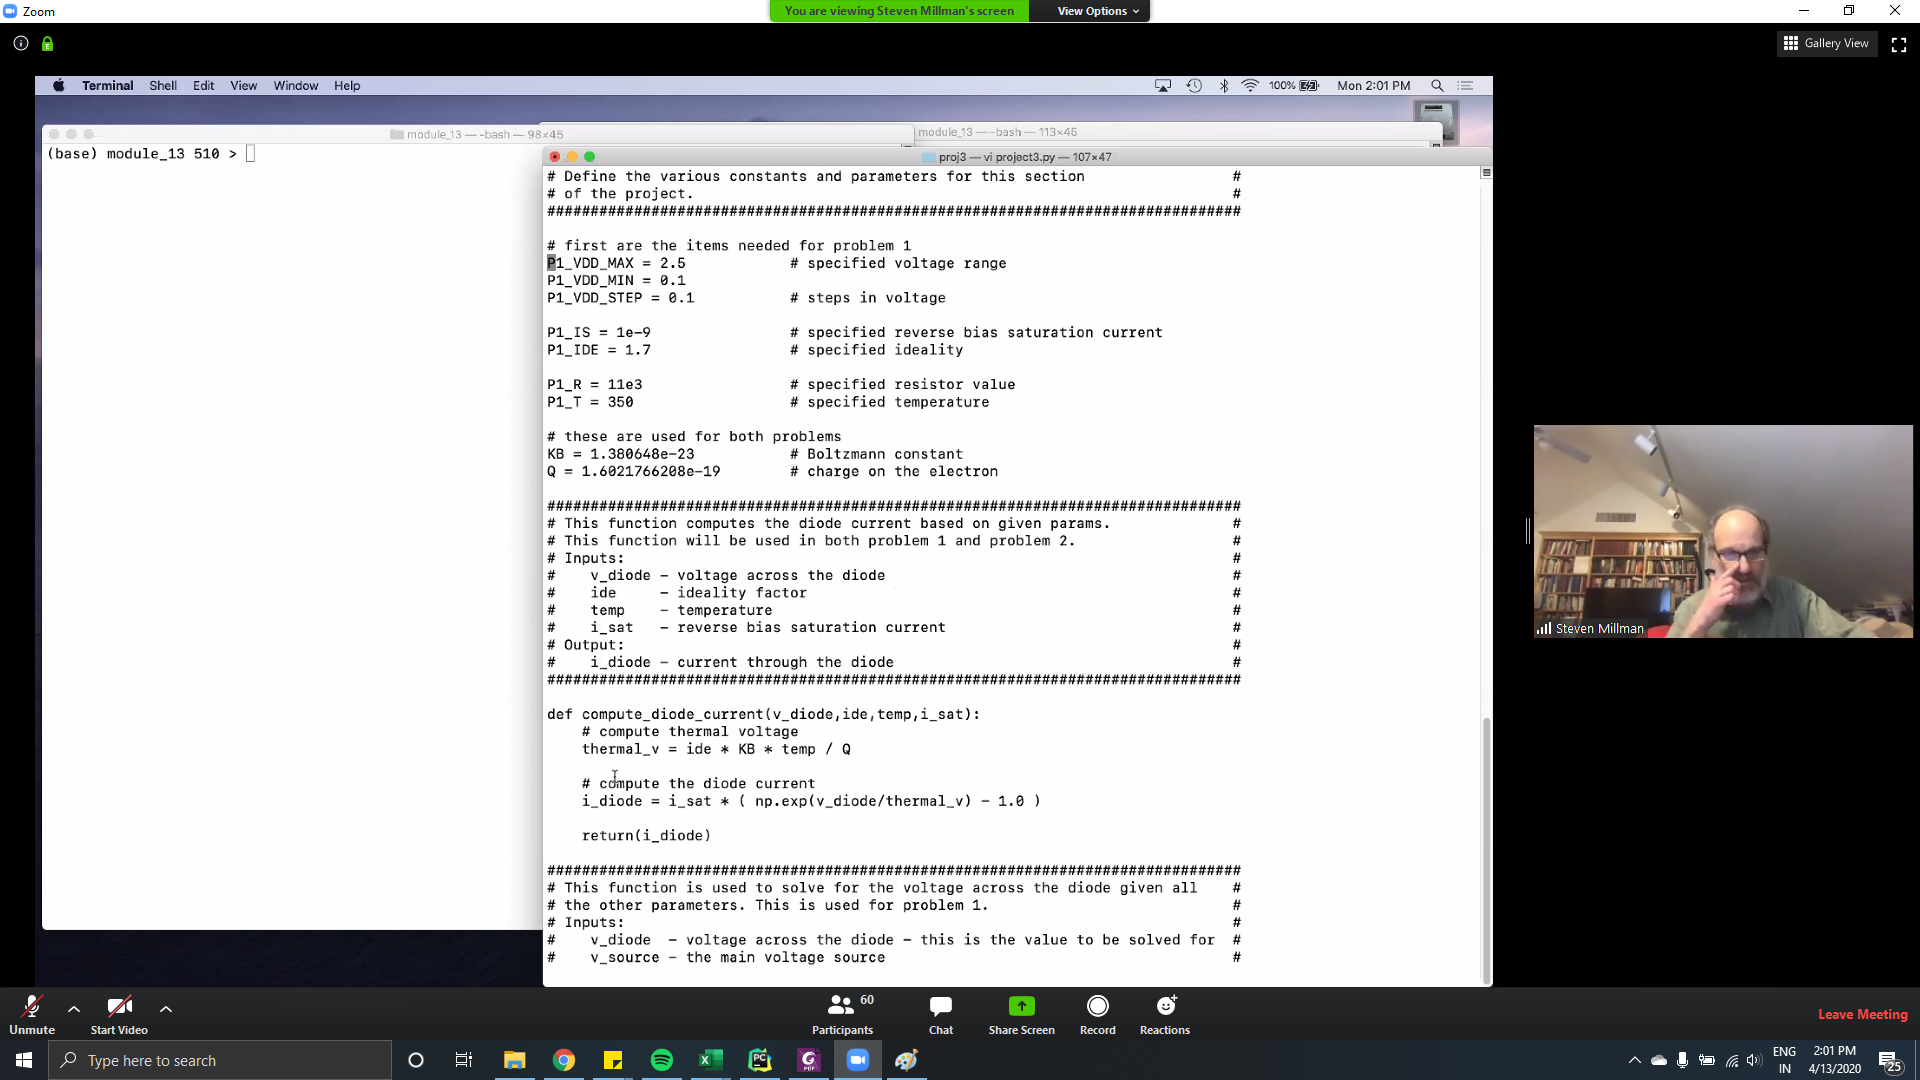 Zoom
You are viewing Steven Millman's screen
View Options
Gallery View
Terminal Shell Edit View Window Help
100%
Mon 2:01 PM
module_13 — -bash — 98×45
module_13 — -bash — 113×45
(base) module_13 510 >
proj3 — vi project3.py — 107×47
# Define the various constants and parameters for this section #
# of the project. #
################################################################################
# first are the items needed for problem 1
P1_VDD_MAX = 2.5 # specified voltage range
P1_VDD_MIN = 0.1
P1_VDD_STEP = 0.1 # steps in voltage
P1_IS = 1e-9 # specified reverse bias saturation current
P1_IDE = 1.7 # specified ideality
P1_R = 11e3 # specified resistor value
P1_T = 350 # specified temperature
# these are used for both problems
KB = 1.380648e-23 # Boltzmann constant
Q = 1.6021766208e-19 # charge on the electron
################################################################################
# This function computes the diode current based on given params. #
# This function will be used in both problem 1 and problem 2. #
# Inputs: #
# v_diode - voltage across the diode #
# ide - ideality factor #
# temp - temperature #
# i_sat - reverse bias saturation current #
# Output: #
# i_diode - current through the diode #
################################################################################
def compute_diode_current(v_diode,ide,temp,i_sat):
# compute thermal voltage
thermal_v = ide * KB * temp / Q
# compute the diode current
i_diode = i_sat * ( np.exp(v_diode/thermal_v) - 1.0 )
return(i_diode)
################################################################################
# This function is used to solve for the voltage across the diode given all #
# the other parameters. This is used for problem 1. #
# Inputs: #
# v_diode - voltage across the diode - this is the value to be solved for #
# v_source - the main voltage source #
Steven Millman
Unmute
Start Video
60
Participants
Chat
Share Screen
Record
Reactions
Leave Meeting
Type here to search
ENG
IN
2:01 PM
4/13/2020
25